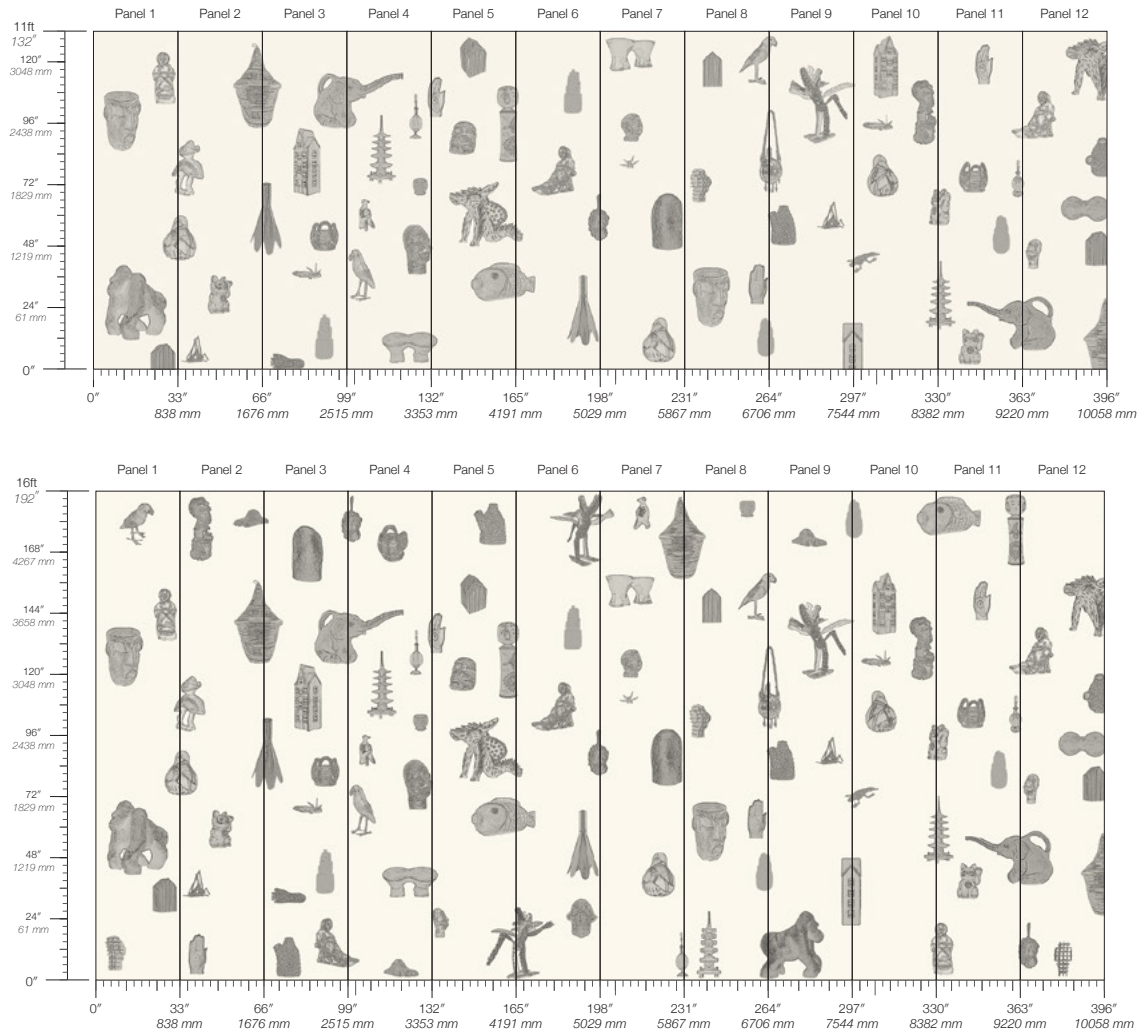 Panel 1 Panel 2 Panel 3 Panel 4 Panel 5 Panel 6 Panel 7 Panel 8 Panel 9 Panel 10 Panel 11 Panel 12
11ft
132”
120”
3048 mm
96”
2438 mm
72”
1829 mm
48”
1219 mm
24”
61 mm
0”
0” 33” 66” 99” 132” 165” 198” 231” 264” 297” 330” 363” 396”
838 mm 1676 mm 2515 mm 3353 mm 4191 mm 5029 mm 5867 mm 6706 mm 7544 mm 8382 mm 9220 mm 10058 mm
Panel 1 Panel 2 Panel 3 Panel 4 Panel 5 Panel 6 Panel 7 Panel 8 Panel 9 Panel 10 Panel 11 Panel 12
16ft
192”
168”
4267 mm
144”
3658 mm
120”
3048 mm
96”
2438 mm
72”
1829 mm
48”
1219 mm
24”
61 mm
0”
0” 33” 66” 99” 132” 165” 198” 231” 264” 297” 330” 363” 396”
838 mm 1676 mm 2515 mm 3353 mm 4191 mm 5029 mm 5867 mm 6706 mm 7544 mm 8382 mm 9220 mm 10058 mm